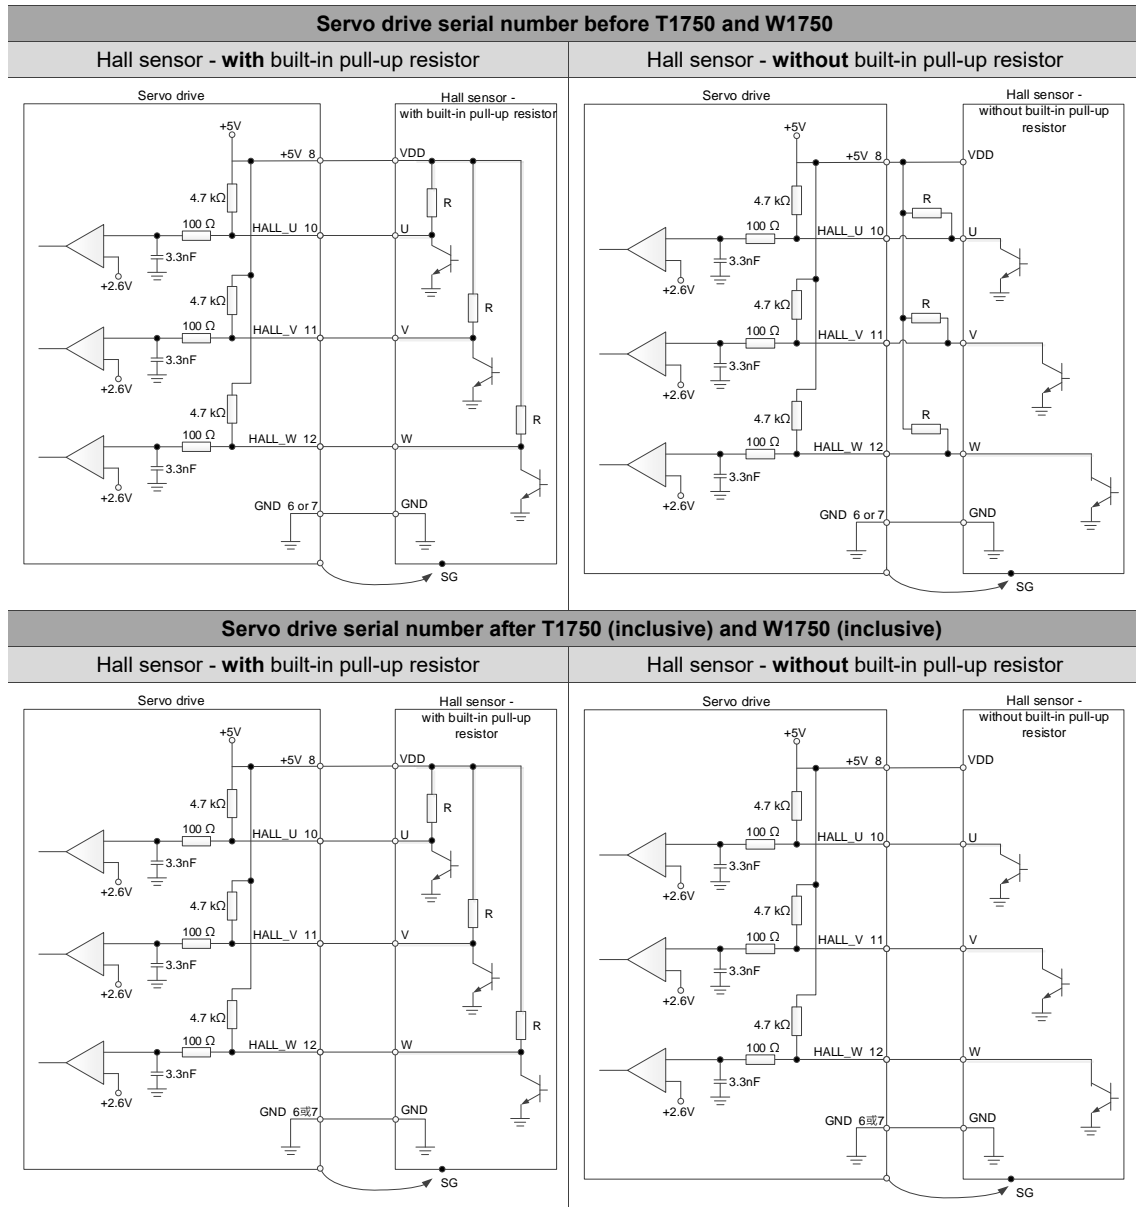 Servo drive serial number before T1750 and W1750
Hall sensor - with built-in pull-up resistor
Servo drive
Hall sensor -
with built-in pull-up resistor
+5V
+5V 8
VDD
4.7 kΩ
R
100 Ω
HALL_U 10
U
3.3nF
+2.6V
4.7 kΩ
R
100 Ω
HALL_V 11
V
3.3nF
+2.6V
4.7 kΩ
R
100 Ω
HALL_W 12
W
3.3nF
+2.6V
GND 6 or 7
GND
SG
Hall sensor - without built-in pull-up resistor
Servo drive
Hall sensor -
without built-in pull-up
resistor
+5V
+5V 8
VDD
4.7 kΩ
R
100 Ω
HALL_U 10
U
3.3nF
+2.6V
4.7 kΩ
R
100 Ω
HALL_V 11
V
3.3nF
+2.6V
4.7 kΩ
R
100 Ω
HALL_W 12
W
3.3nF
+2.6V
GND 6 or 7
GND
SG
Servo drive serial number after T1750 (inclusive) and W1750 (inclusive)
Hall sensor - with built-in pull-up resistor
Servo drive
Hall sensor -
with built-in pull-up
resistor
+5V
+5V 8
VDD
4.7 kΩ
R
100 Ω
HALL_U 10
U
3.3nF
+2.6V
4.7 kΩ
R
100 Ω
HALL_V 11
V
3.3nF
+2.6V
4.7 kΩ
R
100 Ω
HALL_W 12
W
3.3nF
+2.6V
GND 6或7
GND
SG
Hall sensor - without built-in pull-up resistor
Servo drive
Hall sensor -
without built-in pull-up
resistor
+5V
+5V 8
VDD
4.7 kΩ
100 Ω
HALL_U 10
U
3.3nF
+2.6V
4.7 kΩ
100 Ω
HALL_V 11
V
3.3nF
+2.6V
4.7 kΩ
100 Ω
HALL_W 12
W
3.3nF
+2.6V
GND 6或7
GND
SG